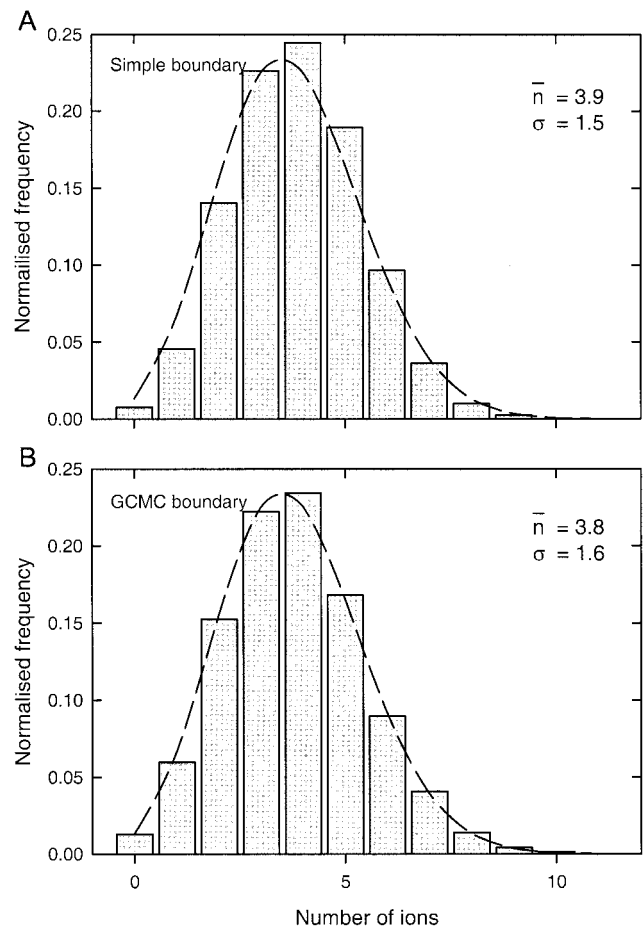 A
0.25
Simple boundary
n̅ = 3.9
σ = 1.5
0.20
0.15
0.10
0.05
0.00
Normailised frequency
B
0.25
GCMC boundary
n̅ = 3.8
σ = 1.6
0.20
0.15
0.10
0.05
0.00
Normalised frequency
0 5 10
Number of ions